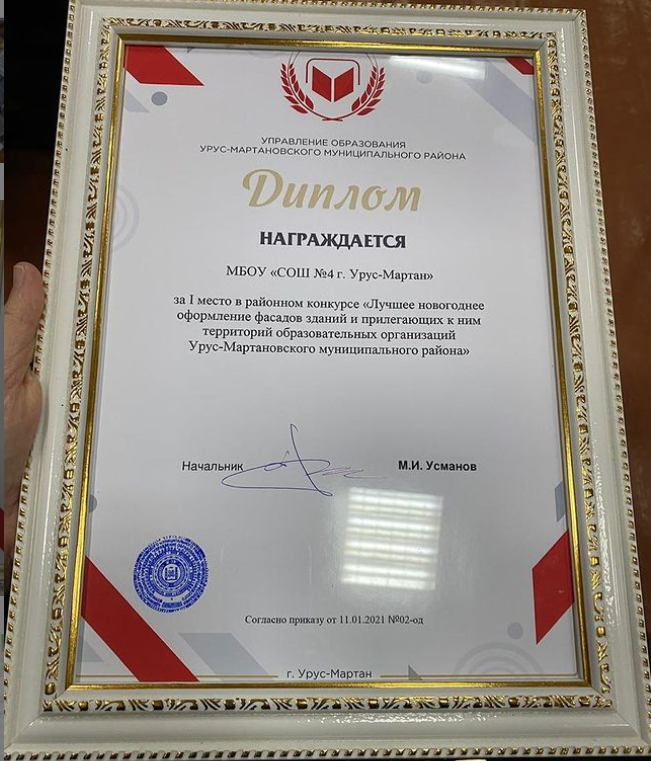 УПРАВЛЕНИЕ ОБРАЗОВАНИЯ
УРУС-МАРТАНОВСКОГО МУНИЦИПАЛЬНОГО РАЙОНА
Диплом
НАГРАЖДАЕТСЯ
МБОУ «СОШ №4 г. Урус-Мартан»
за I место в районном конкурсе «Лучшее новогоднее
оформление фасадов зданий и прилегающих к ним
территорий образовательных организаций
Урус-Мартановского муниципального района»
Начальник М.И. Усманов
Согласно приказу от 11.01.2021 №02-од
г. Урус-Мартан